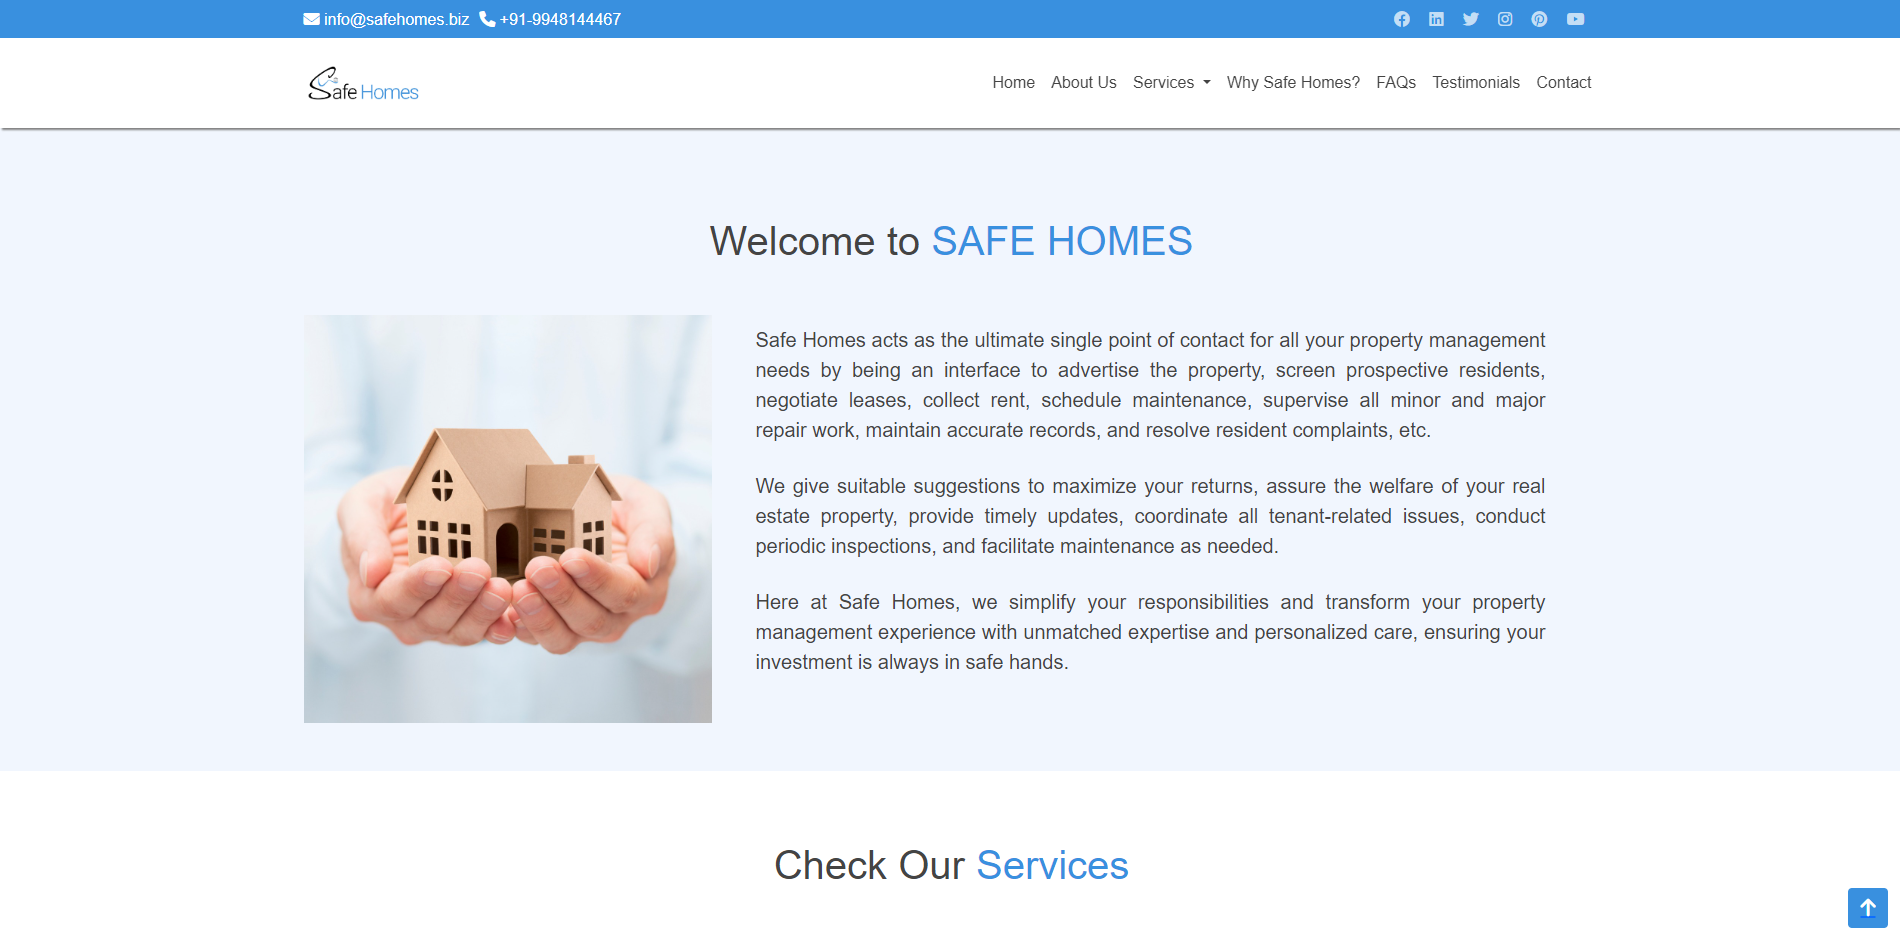 info@safehomes.biz +91-9948144467
Safe Homes
Home About Us Services Why Safe Homes? FAQs Testimonials Contact
Welcome to SAFE HOMES
Safe Homes acts as the ultimate single point of contact for all your property management
needs by being an interface to advertise the property, screen prospective residents,
negotiate leases, collect rent, schedule maintenance, supervise all minor and major
repair work, maintain accurate records, and resolve resident complaints, etc.
We give suitable suggestions to maximize your returns, assure the welfare of your real
estate property, provide timely updates, coordinate all tenant-related issues, conduct
periodic inspections, and facilitate maintenance as needed.
Here at Safe Homes, we simplify your responsibilities and transform your property
management experience with unmatched expertise and personalized care, ensuring your
investment is always in safe hands.
Check Our Services